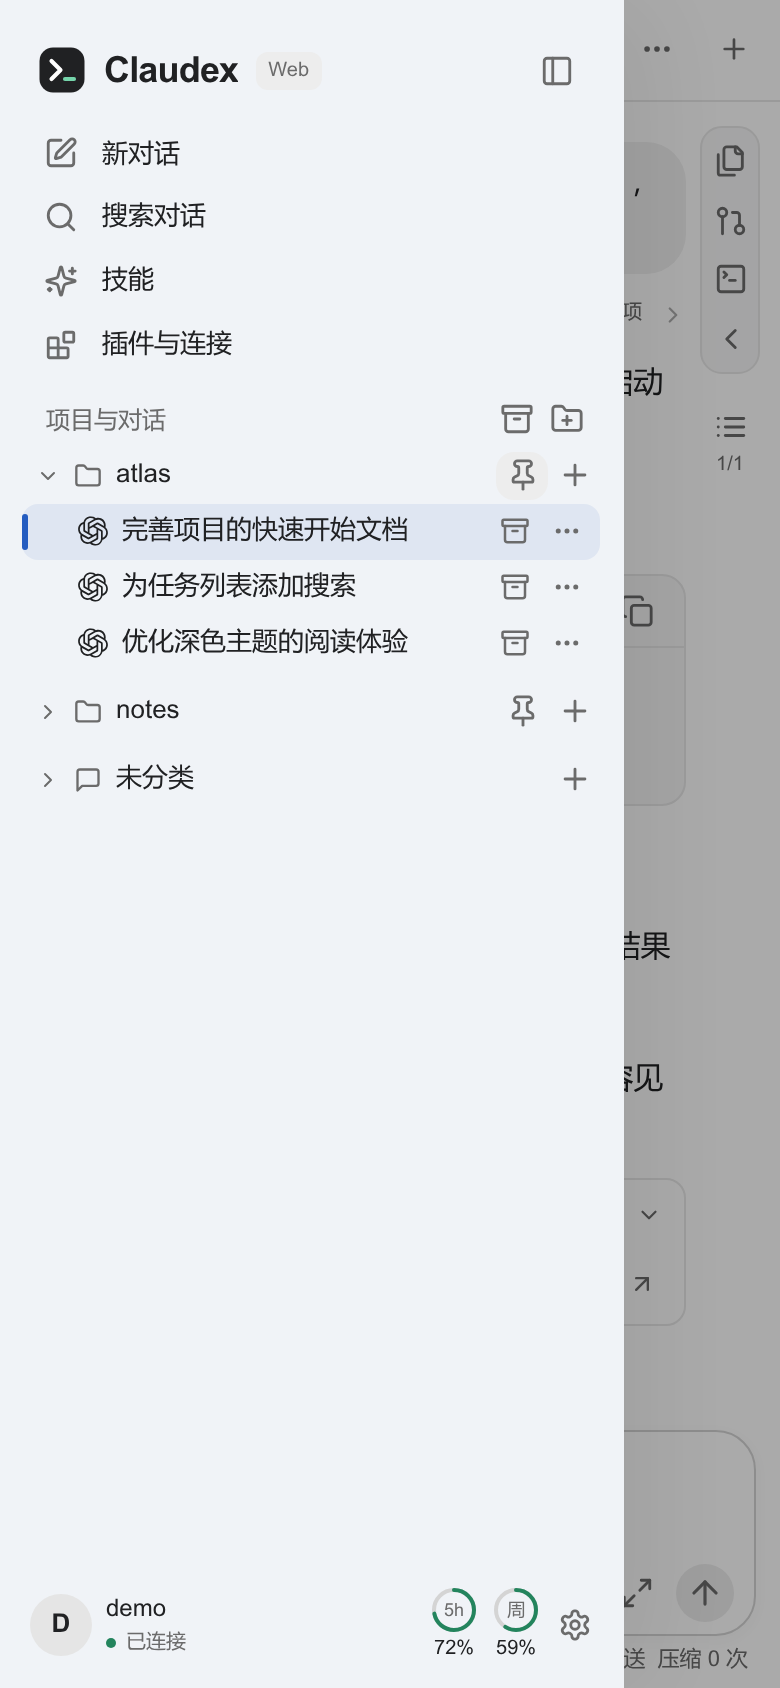 Claudex Web
新对话
搜索对话
技能
插件与连接
项目与对话
atlas
完善项目的快速开始文档
为任务列表添加搜索
优化深色主题的阅读体验
notes
未分类
D
demo
已连接
5h
72%
周
59%
，
项
启动
1/1
结果
见
送 压缩 0 次